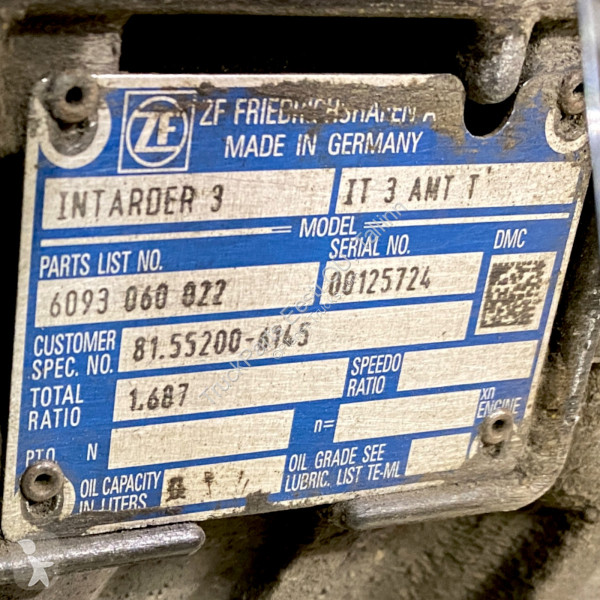 ZF
ZF FRIEDRICHSHAFEN A
MADE IN GERMANY
INTARDER 3
IT 3 AMT T
MODEL
PARTS LIST NO.
SERIAL NO.
DMC
6093 060 022
00125724
CUSTOMER
SPEC. NO.
81.55200-6145
TOTAL
RATIO
1.687
SPEEDO
RATIO
xn
ENGINE
PTO
N
n=
OIL CAPACITY
IN LITERS
OIL GRADE SEE
LUBRIC. LIST TE-ML